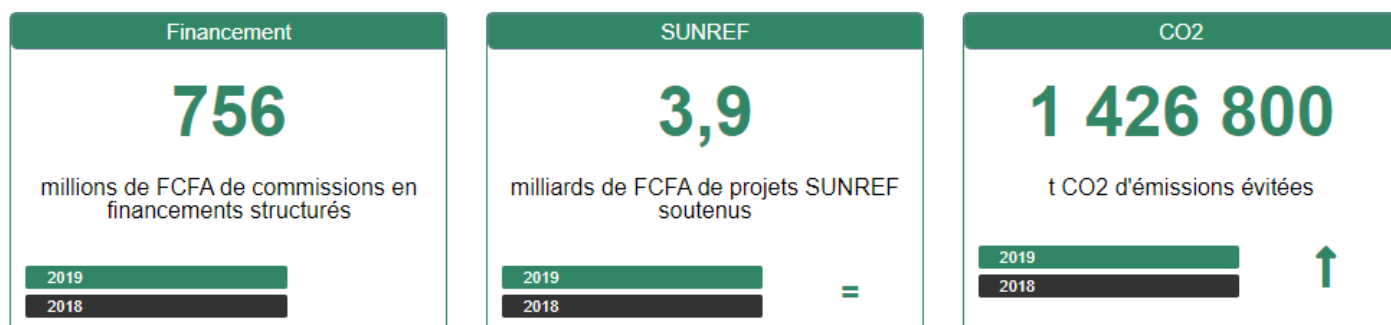 Financement
756
millions de FCFA de commissions en
financements structurés
2019
2018
SUNREF
3,9
milliards de FCFA de projets SUNREF
soutenus
2019
2018
=
CO2
1 426 800
t CO2 d'émissions évitées
2019
2018